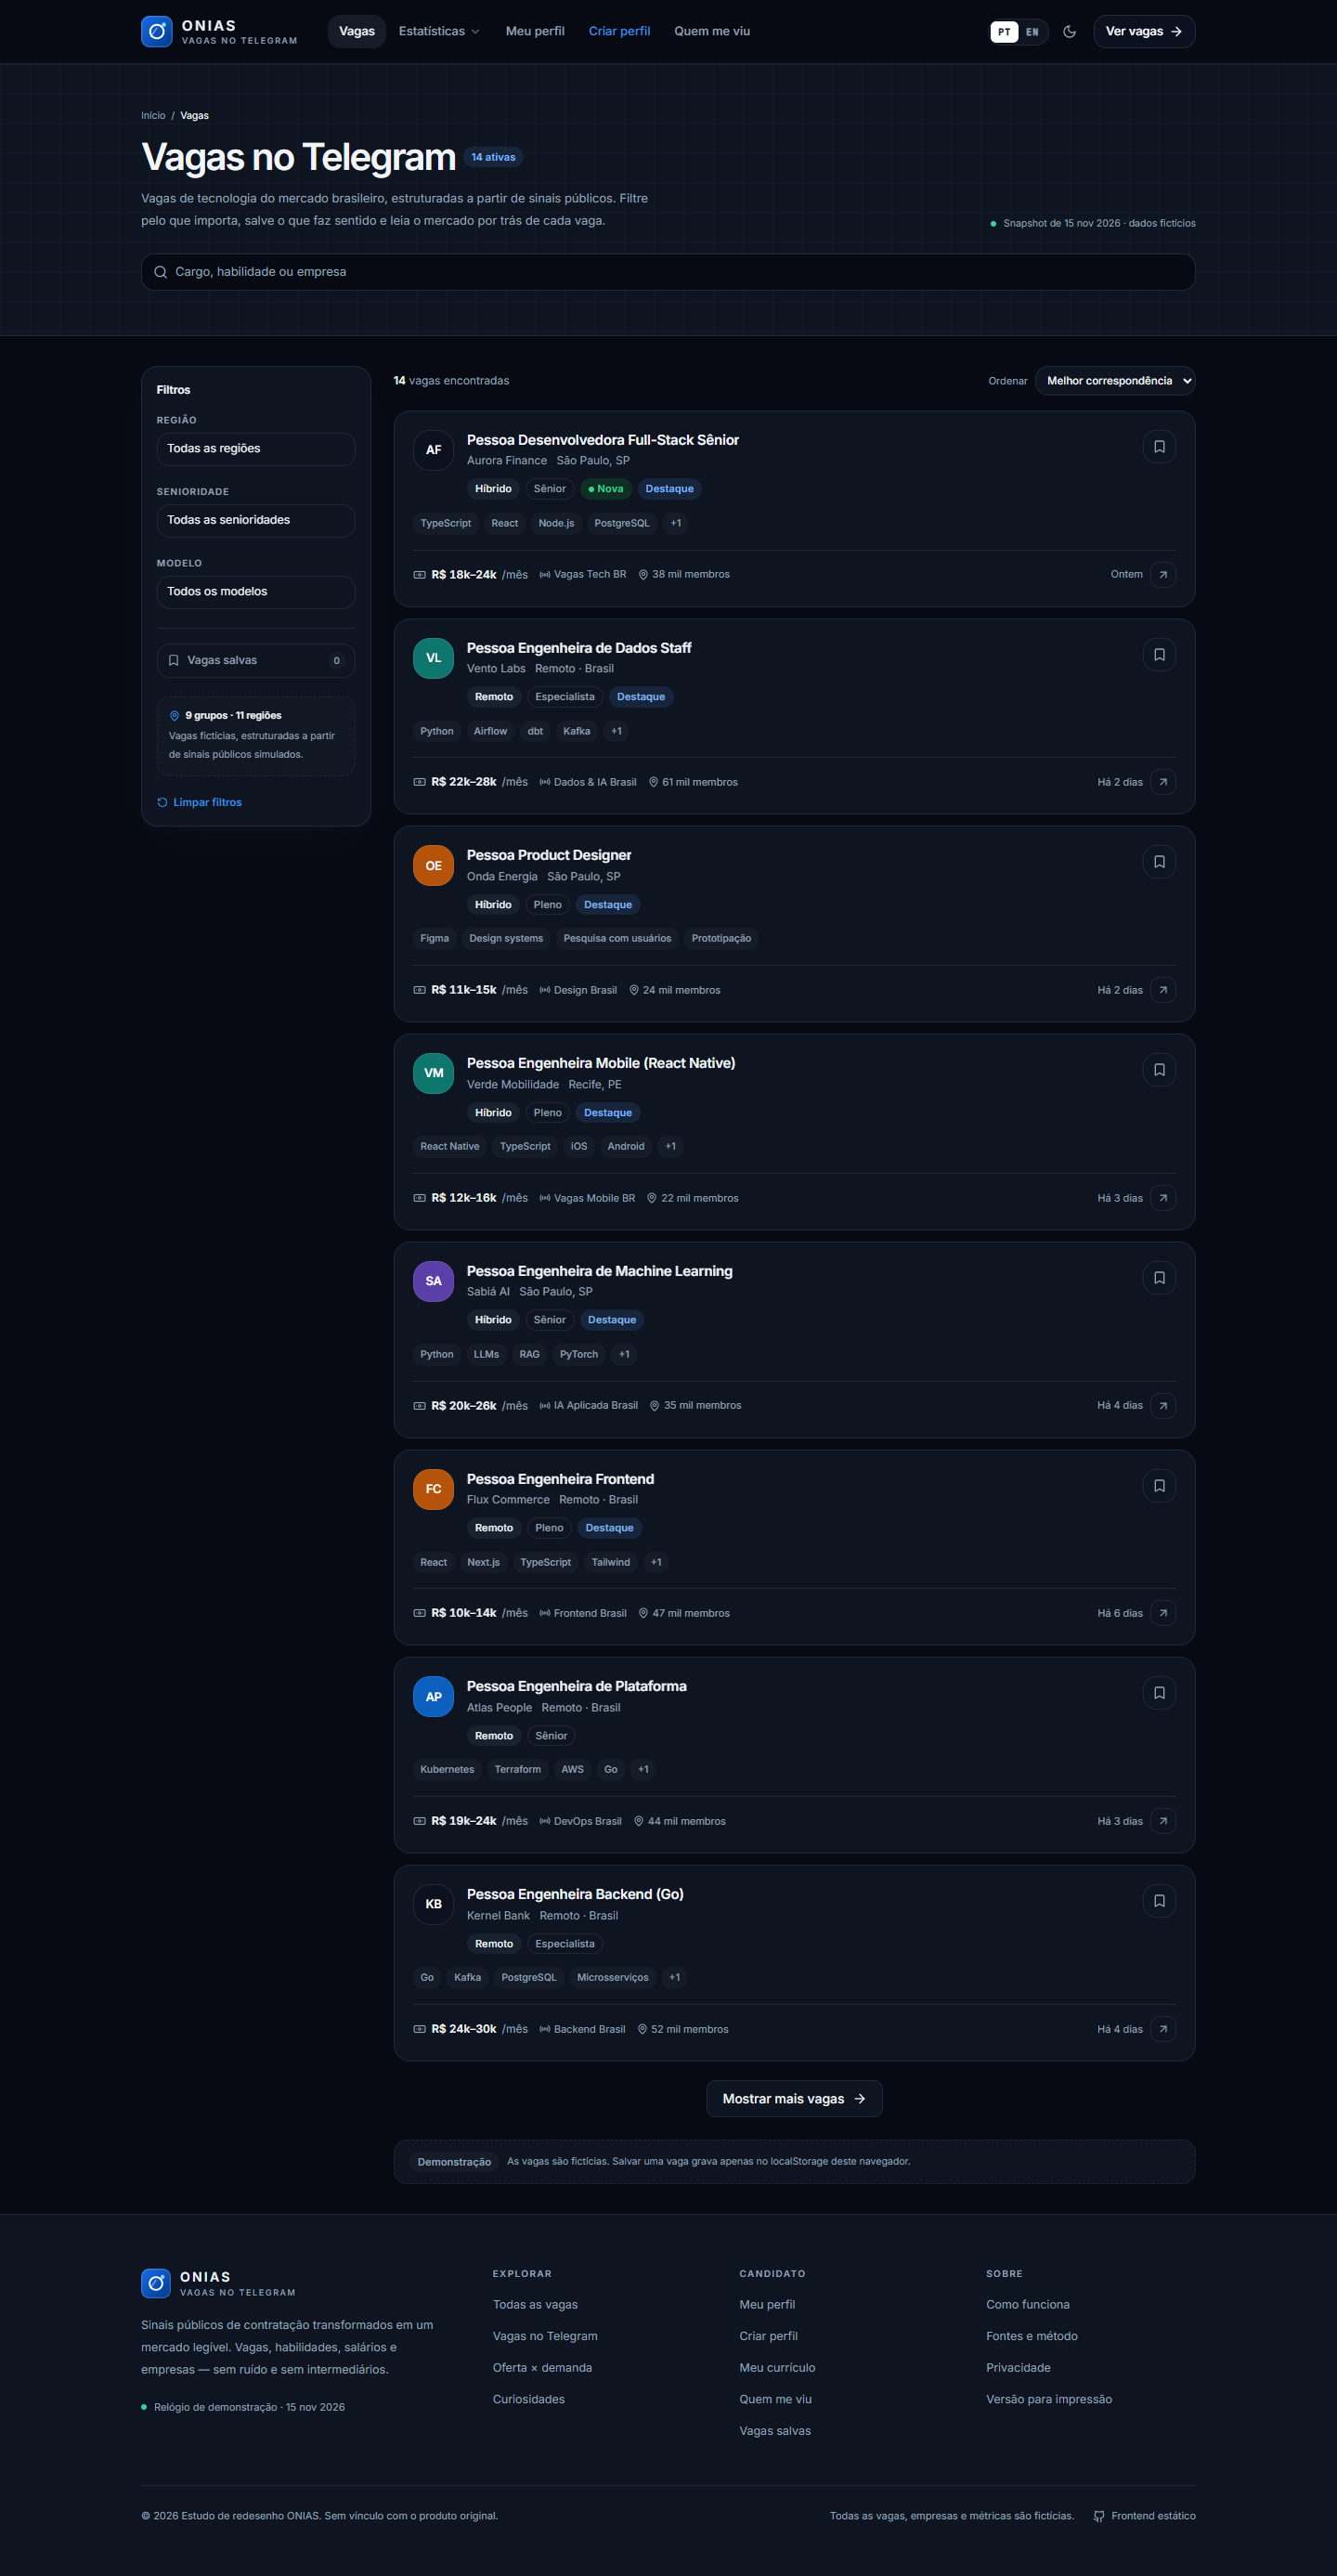 ONIAS
VAGAS NO TELEGRAM
Vagas
Estatísticas
Meu perfil
Criar perfil
Quem me viu
PT
EN
Ver vagas
Início / Vagas
Vagas no Telegram
14 ativas
Vagas de tecnologia do mercado brasileiro, estruturadas a partir de sinais públicos. Filtre
pelo que importa, salve o que faz sentido e leia o mercado por trás de cada vaga.
Snapshot de 15 nov 2026 · dados fictícios
Cargo, habilidade ou empresa
Filtros
REGIÃO
Todas as regiões
SENIORIDADE
Todas as senioridades
MODELO
Todos os modelos
Vagas salvas
0
9 grupos · 11 regiões
Vagas fictícias, estruturadas a partir
de sinais públicos simulados.
Limpar filtros
14 vagas encontradas
Ordenar
Melhor correspondência
AF
Pessoa Desenvolvedora Full-Stack Sênior
Aurora Finance São Paulo, SP
Híbrido Sênior Nova Destaque
TypeScript React Node.js PostgreSQL +1
R$ 18k–24k /mês Vagas Tech BR 38 mil membros
Ontem
VL
Pessoa Engenheira de Dados Staff
Vento Labs Remoto · Brasil
Remoto Especialista Destaque
Python Airflow dbt Kafka +1
R$ 22k–28k /mês Dados & IA Brasil 61 mil membros
Há 2 dias
OE
Pessoa Product Designer
Onda Energia São Paulo, SP
Híbrido Pleno Destaque
Figma Design systems Pesquisa com usuários Prototipação
R$ 11k–15k /mês Design Brasil 24 mil membros
Há 2 dias
VM
Pessoa Engenheira Mobile (React Native)
Verde Mobilidade Recife, PE
Híbrido Pleno Destaque
React Native TypeScript iOS Android +1
R$ 12k–16k /mês Vagas Mobile BR 22 mil membros
Há 3 dias
SA
Pessoa Engenheira de Machine Learning
Sabiá AI São Paulo, SP
Híbrido Sênior Destaque
Python LLMs RAG PyTorch +1
R$ 20k–26k /mês IA Aplicada Brasil 35 mil membros
Há 4 dias
FC
Pessoa Engenheira Frontend
Flux Commerce Remoto · Brasil
Remoto Pleno Destaque
React Next.js TypeScript Tailwind +1
R$ 10k–14k /mês Frontend Brasil 47 mil membros
Há 6 dias
AP
Pessoa Engenheira de Plataforma
Atlas People Remoto · Brasil
Remoto Sênior
Kubernetes Terraform AWS Go +1
R$ 19k–24k /mês DevOps Brasil 44 mil membros
Há 3 dias
KB
Pessoa Engenheira Backend (Go)
Kernel Bank Remoto · Brasil
Remoto Especialista
Go Kafka PostgreSQL Microsserviços +1
R$ 24k–30k /mês Backend Brasil 52 mil membros
Há 4 dias
Mostrar mais vagas
Demonstração As vagas são fictícias. Salvar uma vaga grava apenas no localStorage deste navegador.
ONIAS
VAGAS NO TELEGRAM
Sinais públicos de contratação transformados em um
mercado legível. Vagas, habilidades, salários e
empresas — sem ruído e sem intermediários.
Relógio de demonstração · 15 nov 2026
EXPLORAR
Todas as vagas
Vagas no Telegram
Oferta × demanda
Curiosidades
CANDIDATO
Meu perfil
Criar perfil
Meu currículo
Quem me viu
Vagas salvas
SOBRE
Como funciona
Fontes e método
Privacidade
Versão para impressão
© 2026 Estudo de redesenho ONIAS. Sem vínculo com o produto original.
Todas as vagas, empresas e métricas são fictícias.
Frontend estático